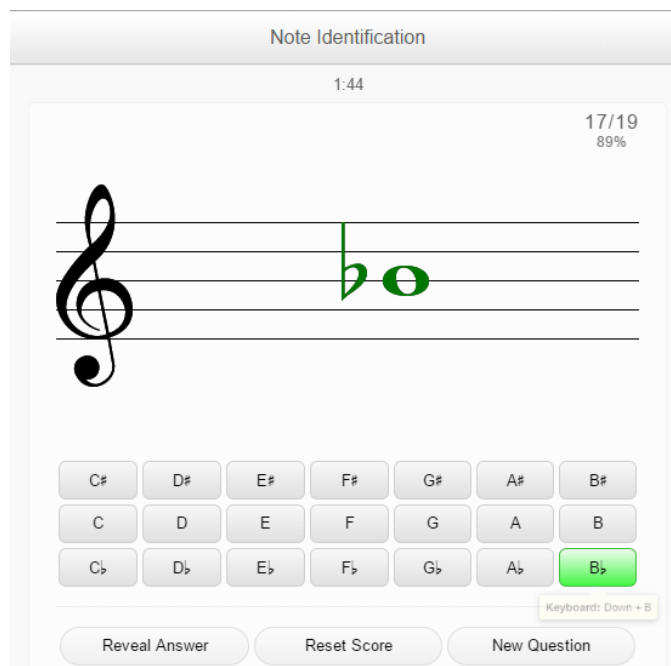 Note Identification
1:44
17/19
89%
C♯ D♯ E♯ F♯ G♯ A♯ B♯
C D E F G A B
C♭ D♭ E♭ F♭ G♭ A♭ B♭
Keyboard: Down + B
Reveal Answer Reset Score New Question